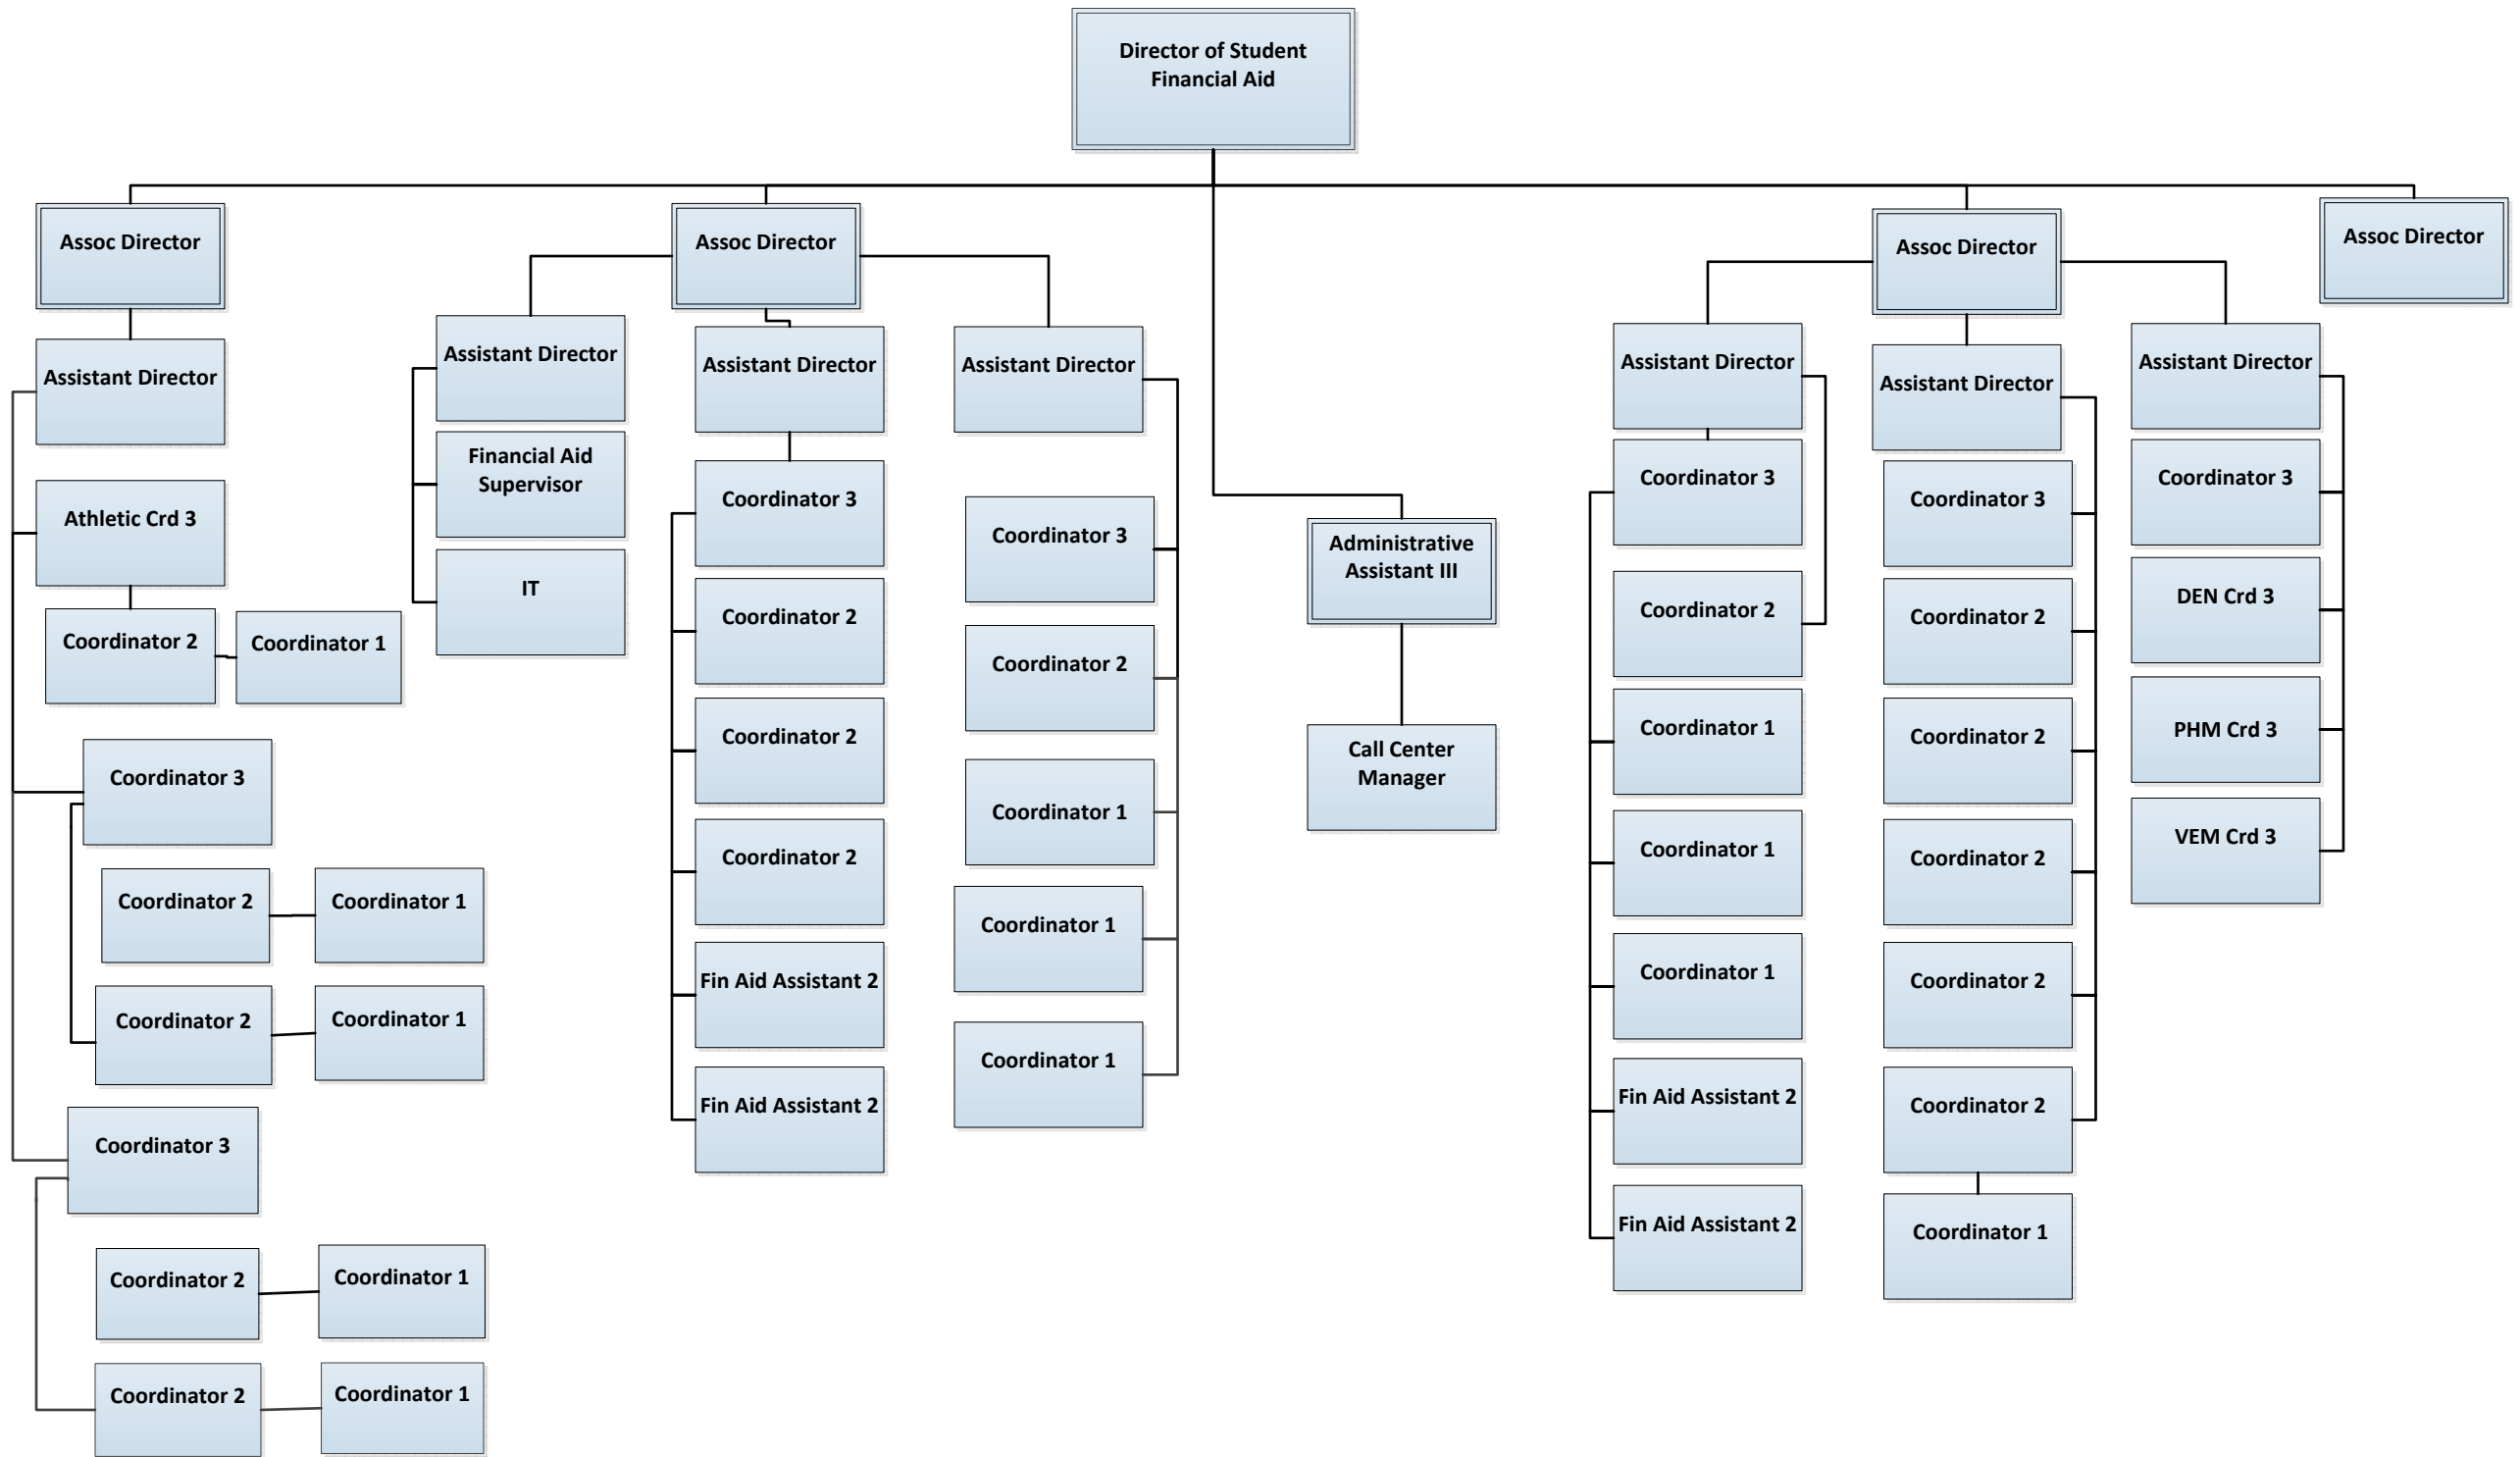 Director of Student
Financial Aid
Assoc Director
Assistant Director
Athletic Crd 3
Coordinator 2
Coordinator 1
Coordinator 3
Coordinator 2
Coordinator 1
Coordinator 2
Coordinator 1
Coordinator 3
Coordinator 2
Coordinator 1
Coordinator 2
Coordinator 1
Assoc Director
Assistant Director
Financial Aid
Supervisor
IT
Assistant Director
Coordinator 3
Coordinator 2
Coordinator 2
Coordinator 2
Fin Aid Assistant 2
Fin Aid Assistant 2
Assistant Director
Coordinator 3
Coordinator 2
Coordinator 1
Coordinator 1
Coordinator 1
Administrative
Assistant III
Call Center
Manager
Assoc Director
Assistant Director
Coordinator 3
Coordinator 2
Coordinator 1
Coordinator 1
Coordinator 1
Fin Aid Assistant 2
Fin Aid Assistant 2
Assistant Director
Coordinator 3
Coordinator 2
Coordinator 2
Coordinator 2
Coordinator 2
Coordinator 2
Coordinator 1
Assistant Director
Coordinator 3
DEN Crd 3
PHM Crd 3
VEM Crd 3
Assoc Director